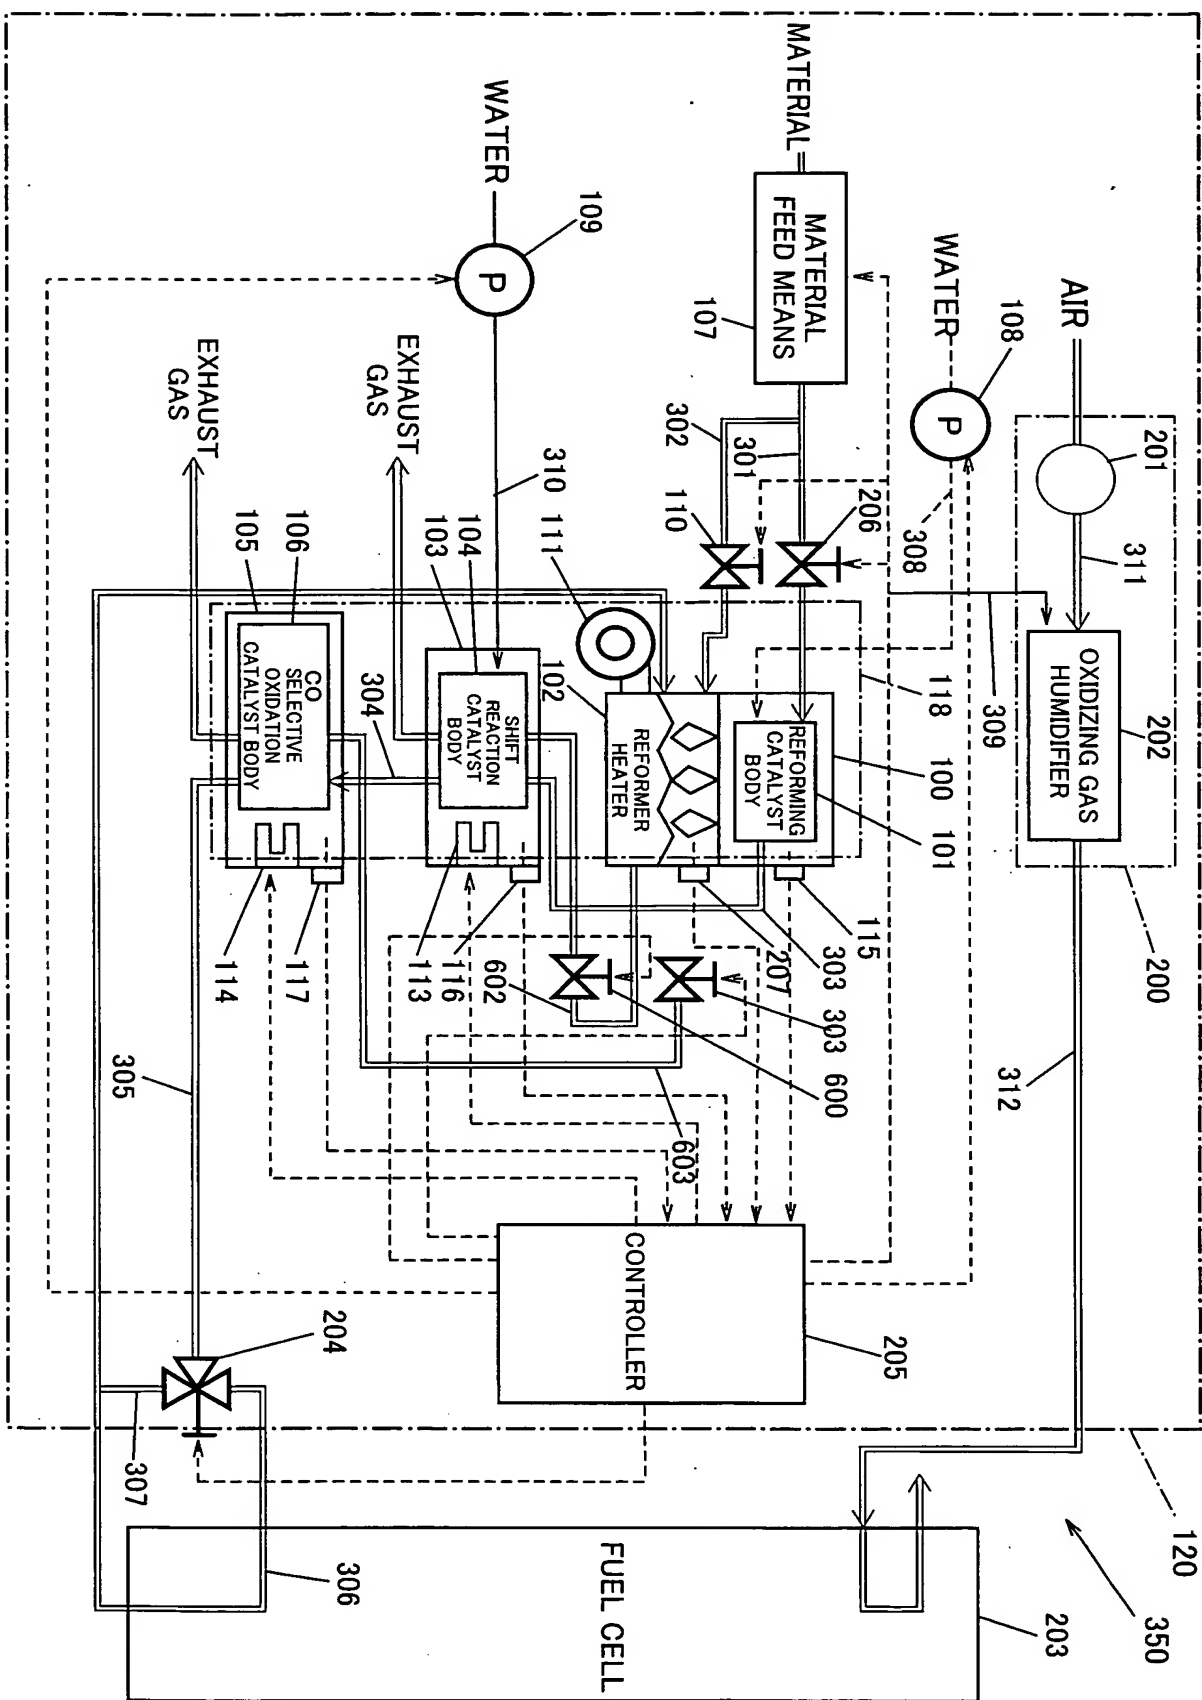 120
350
202
200
201
AIR
311
OXIDIZING GAS
HUMIDIFIER
203
108
312
309
WATER
P
118
100
101
308
206
115
303
303
MATERIAL
MATERIAL
FEED MEANS
107
301
302
110
REFORMING
CATALYST
BODY
207
600
603
205
REFORMER
HEATER
102
111
CONTROLLER
FUEL CELL
109
WATER
P
310
104
103
SHIFT
REACTION
CATALYST
BODY
602
116
113
EXHAUST
GAS
304
204
306
106
105
CO
SELECTIVE
OXIDATION
CATALYST BODY
117
114
EXHAUST
GAS
305
307